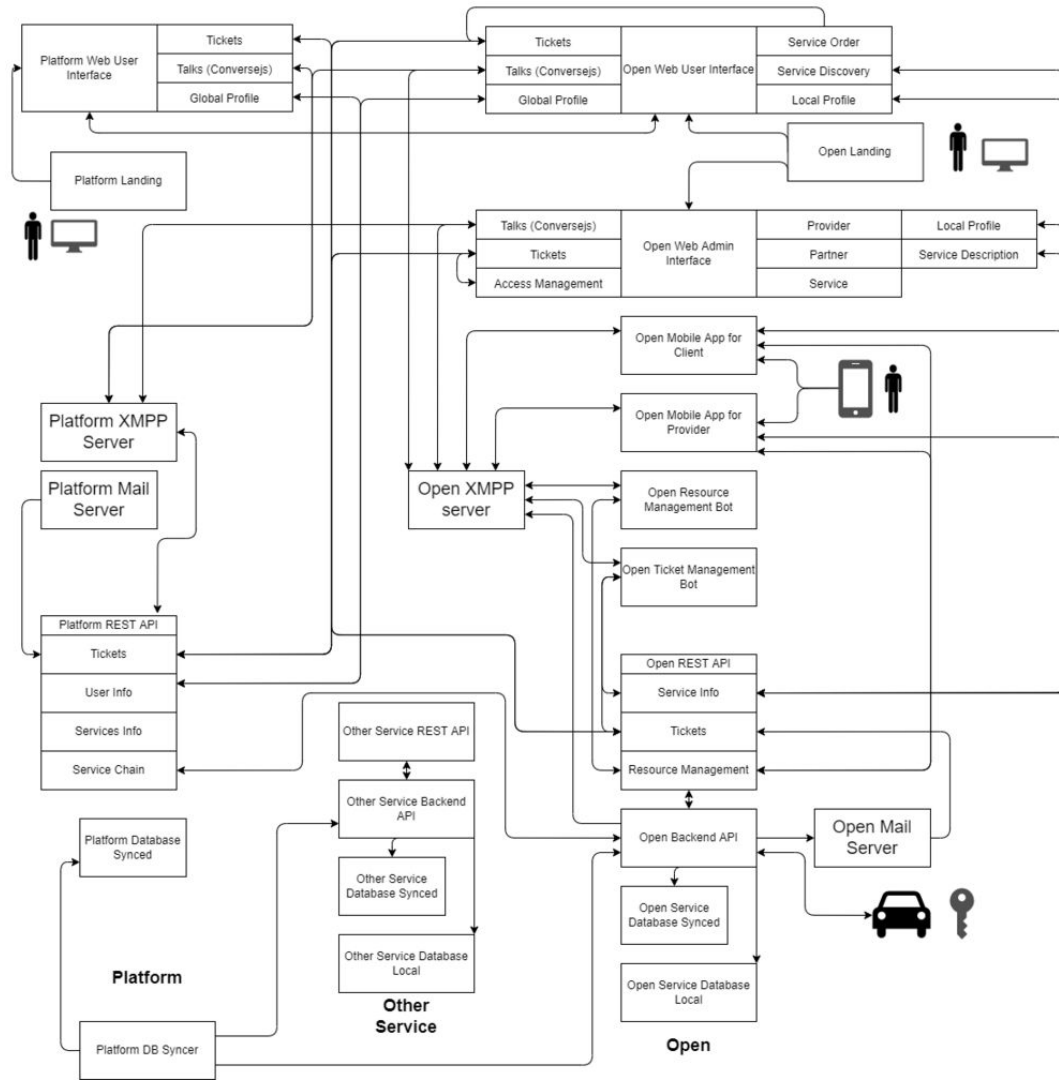 Platform Web User
Interface
Tickets
Talks (Conversejs)
Global Profile
Tickets
Talks (Conversejs)
Global Profile
Open Web User Interface
Service Order
Service Discovery
Local Profile
Platform Landing
Open Landing
Talks (Conversejs)
Tickets
Access Management
Open Web Admin
Interface
Provider
Partner
Service
Local Profile
Service Description
Open Mobile App for
Client
Open Mobile App for
Provider
Platform XMPP
Server
Platform Mail
Server
Open XMPP
server
Open Resource
Management Bot
Open Ticket Management
Bot
Platform REST API
Tickets
User Info
Services Info
Service Chain
Open REST API
Service Info
Tickets
Resource Management
Other Service REST API
Other Service Backend
API
Other Service
Database Synced
Other Service Database
Local
Platform Database
Synced
Open Backend API
Open Mail
Server
Open Service
Database Synced
Open Service Database
Local
Platform
Other
Service
Open
Platform DB Syncer